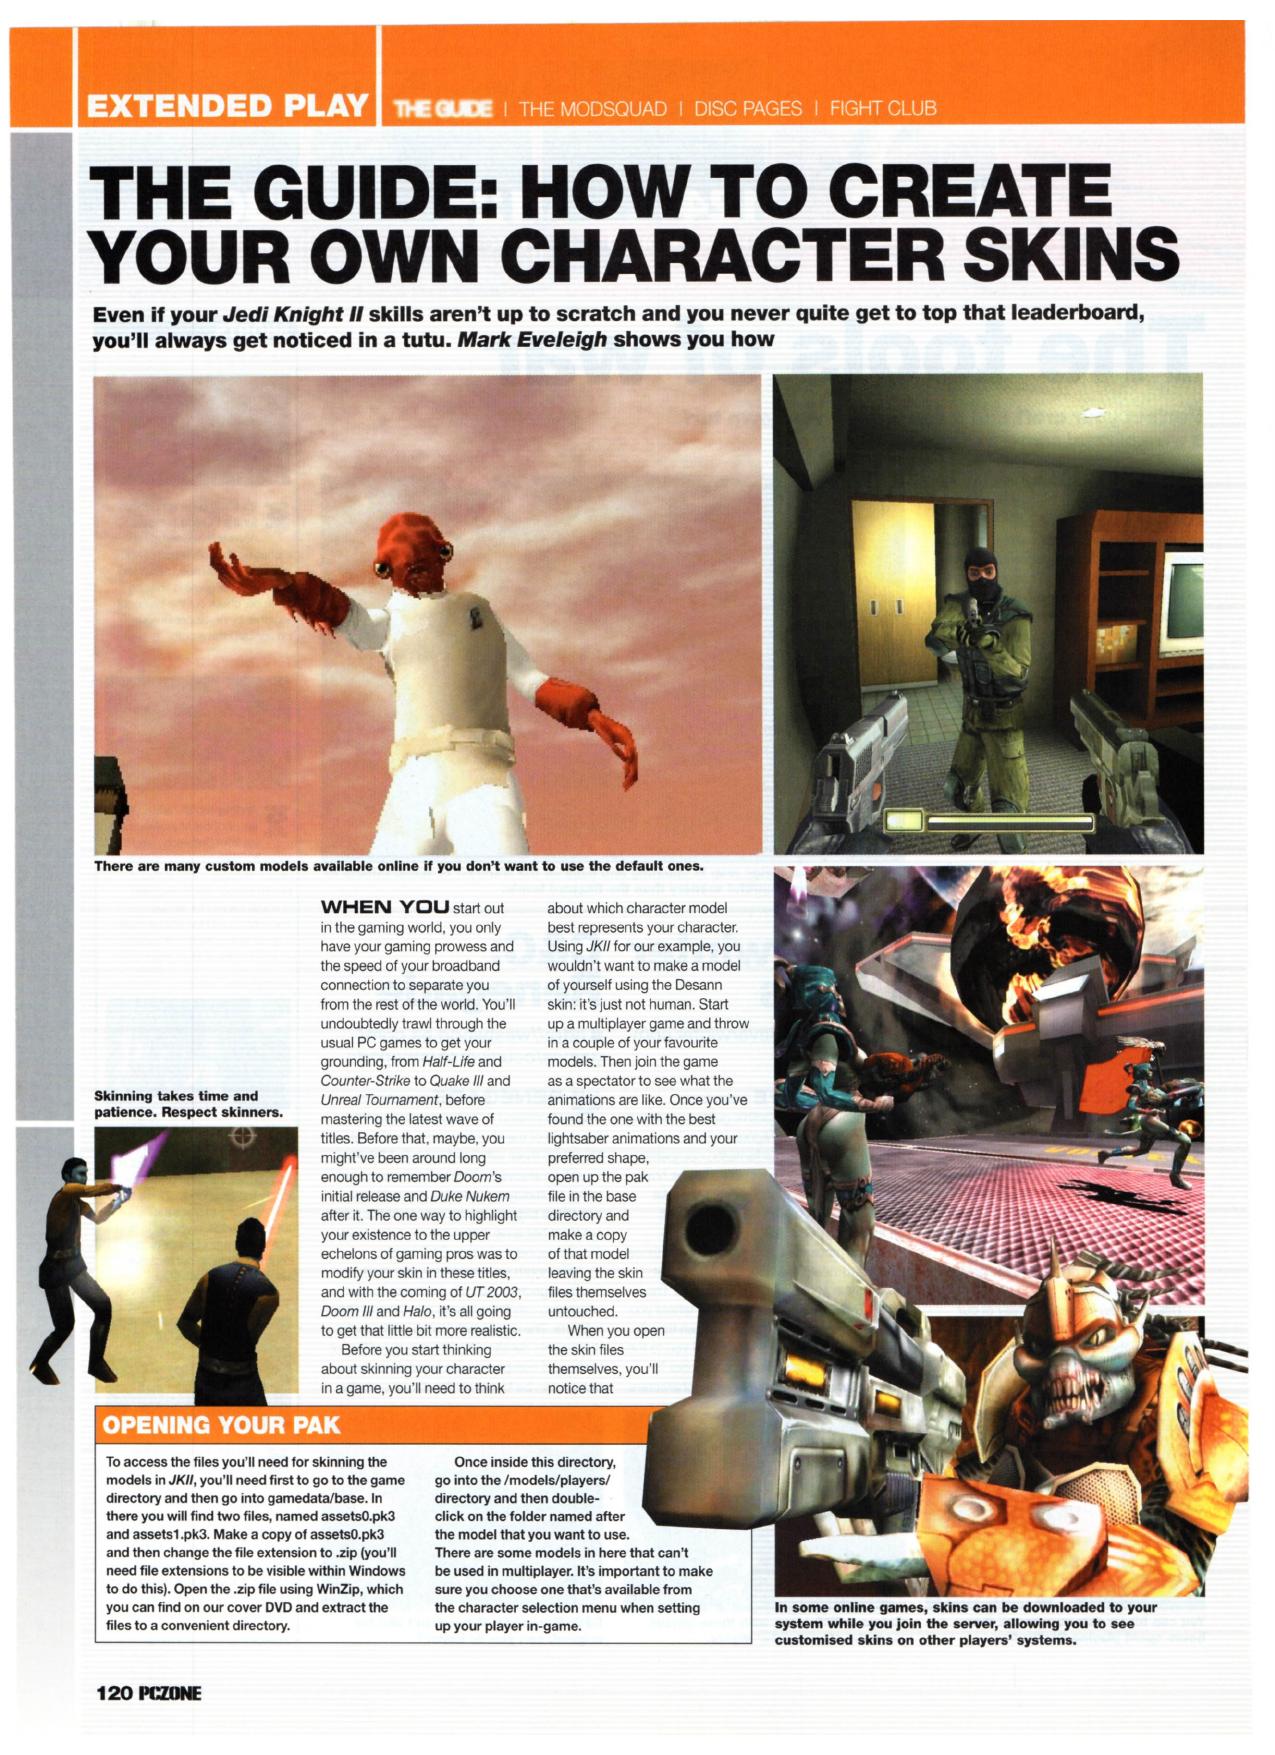 EXTENDED PLAY
THE GUIDE | THE MODSQUAD | DISC PAGES | FIGHT CLUB
THE GUIDE: HOW TO CREATE
YOUR OWN CHARACTER SKINS
Even if your Jedi Knight II skills aren't up to scratch and you never quite get to top that leaderboard,
you'll always get noticed in a tutu. Mark Eveleigh shows you how
There are many custom models available online if you don't want to use the default ones.
Skinning takes time and
patience. Respect skinners.
WHEN YOU start out
in the gaming world, you only
have your gaming prowess and
the speed of your broadband
connection to separate you
from the rest of the world. You'll
undoubtedly trawl through the
usual PC games to get your
grounding, from Half-Life and
Counter-Strike to Quake III and
Unreal Tournament, before
mastering the latest wave of
titles. Before that, maybe, you
might've been around long
enough to remember Doom's
initial release and Duke Nukem
after it. The one way to highlight
your existence to the upper
echelons of gaming pros was to
modify your skin in these titles,
and with the coming of UT 2003,
Doom III and Halo, it's all going
to get that little bit more realistic.
Before you start thinking
about skinning your character
in a game, you'll need to think
about which character model
best represents your character.
Using JKII for our example, you
wouldn't want to make a model
of yourself using the Desann
skin: it's just not human. Start
up a multiplayer game and throw
in a couple of your favourite
models. Then join the game
as a spectator to see what the
animations are like. Once you've
found the one with the best
lightsaber animations and your
preferred shape,
open up the pak
file in the base
directory and
make a copy
of that model
leaving the skin
files themselves
untouched.
When you open
the skin files
themselves, you'll
notice that
OPENING YOUR PAK
To access the files you'll need for skinning the
models in JKII, you'll need first to go to the game
directory and then go into gamedata/base. In
there you will find two files, named assets0.pk3
and assets1.pk3. Make a copy of assets0.pk3
and then change the file extension to .zip (you'll
need file extensions to be visible within Windows
to do this). Open the .zip file using WinZip, which
you can find on our cover DVD and extract the
files to a convenient directory.
Once inside this directory,
go into the /models/players/
directory and then double-
click on the folder named after
the model that you want to use.
There are some models in here that can't
be used in multiplayer. It's important to make
sure you choose one that's available from
the character selection menu when setting
up your player in-game.
In some online games, skins can be downloaded to your
system while you join the server, allowing you to see
customised skins on other players' systems.
120 PCZONE